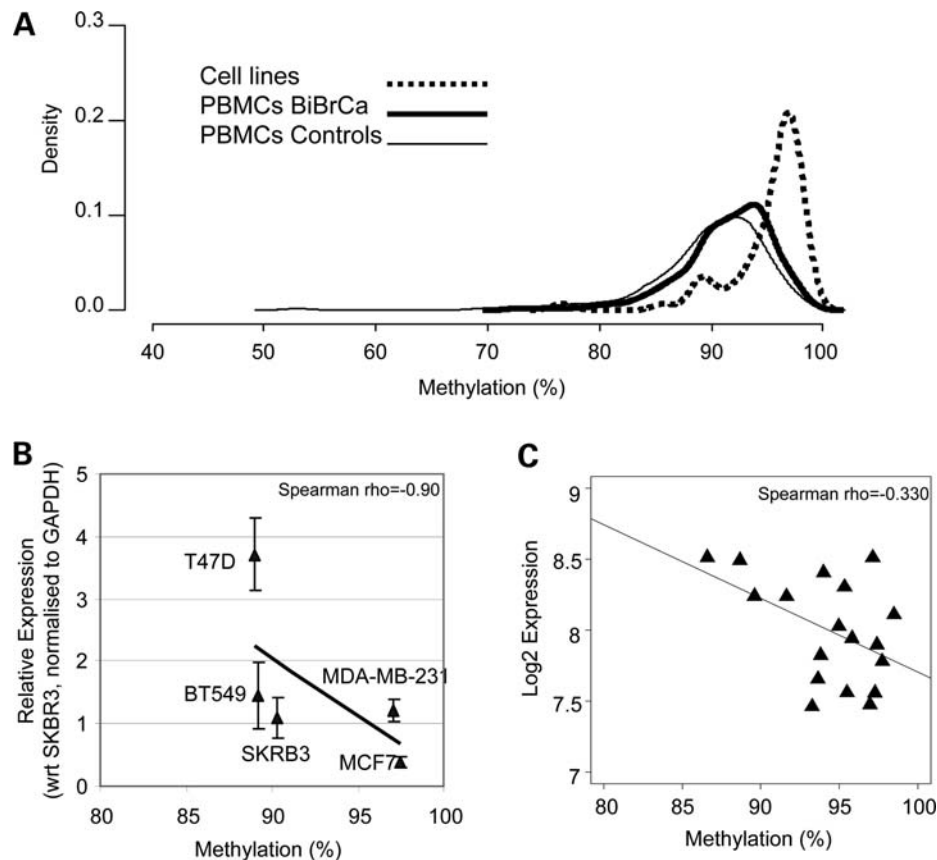 A
0.3
0.2
0.1
0.0
Density
Cell lines
PBMCs BiBrCa
PBMCs Controls
40 50 60 70 80 90 100
Methylation (%)
B
Relative Expression
(wrt SKBR3, normalised to GAPDH)
5
4
3
2
1
0
Spearman rho=-0.90
T47D
BT549
SKRB3
MDA-MB-231
MCF7
80 85 90 95 100
Methylation (%)
C
Log2 Expression
9
8.5
8
7.5
7
Spearman rho=-0.330
80 85 90 95 100
Methylation (%)